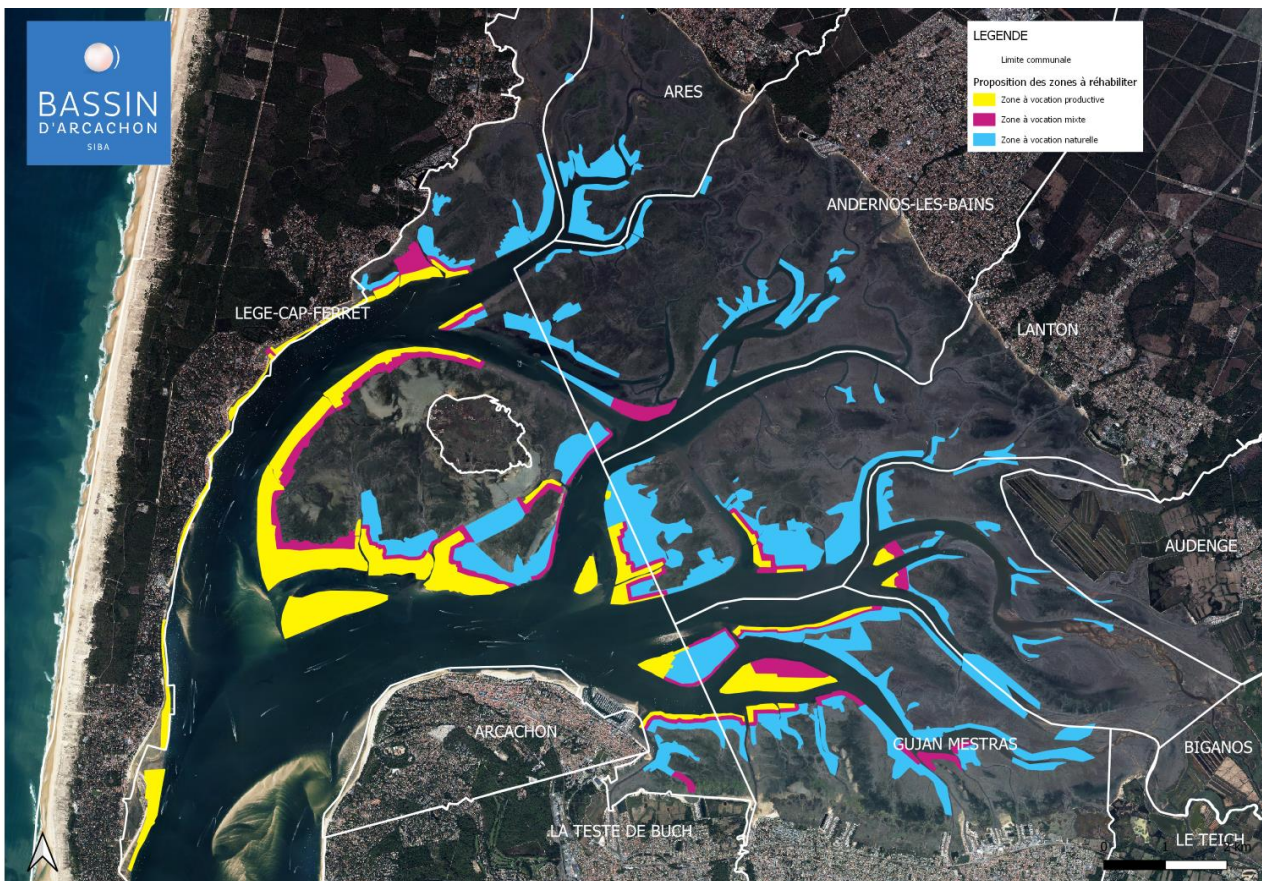 BASSIN
D'ARCACHON
SIBA
LEGENDE
Limite communale
Proposition des zones à réhabiliter
Zone à vocation productive
Zone à vocation mixte
Zone à vocation naturelle
ARES
ANDERNOS-LES-BAINS
LEGE-CAP-FERRET
LANTON
AUDENGE
ARCACHON
GUJAN MESTRAS
BIGANOS
LA TESTE DE BUCH
LE TEICH
0 1 2 km